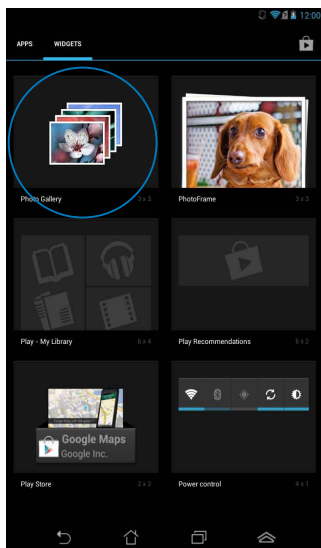 12:00
APPS WIDGETS
Photo Gallery 3 x 3
PhotoFrame 3 x 3
Play - My Library 6 x 4
Play Recommendations 5 x 2
Google Maps
Google Inc.
Play Store 2 x 2
Power control 4 x 1